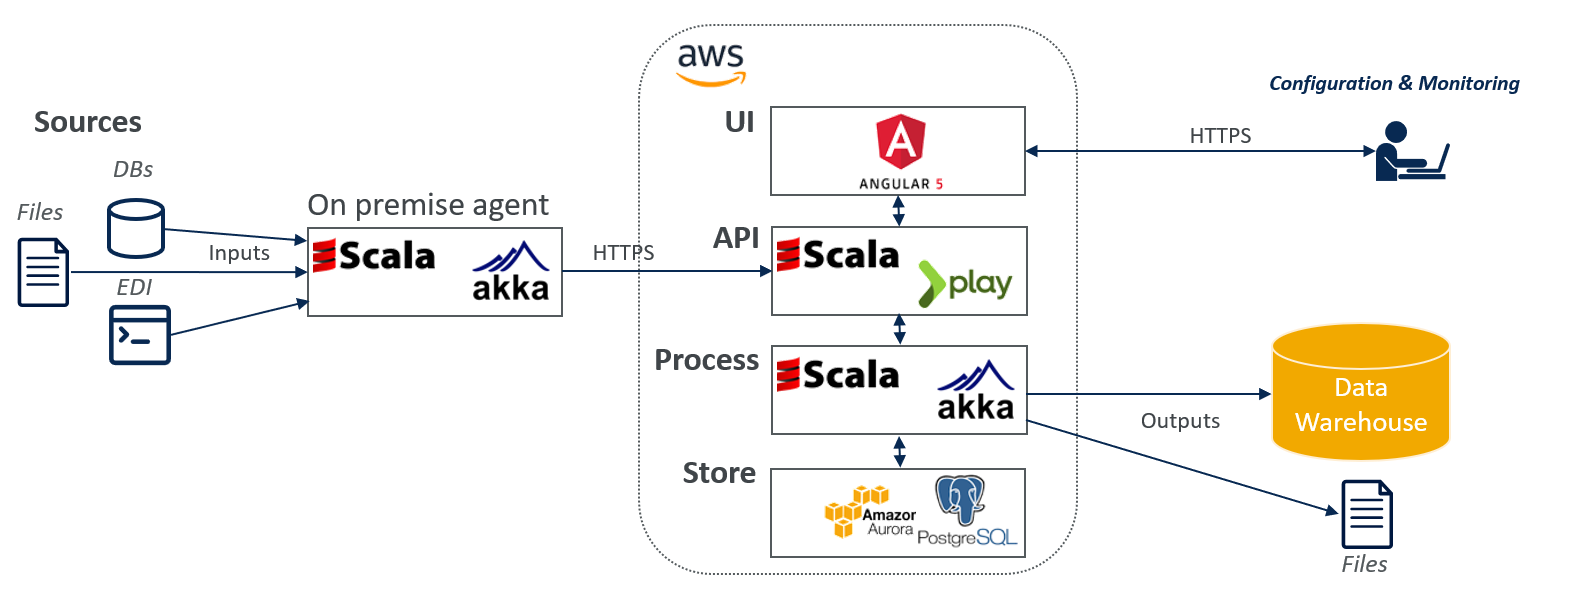 aws
Configuration & Monitoring
Sources
UI
HTTPS
ANGULAR 5
DBs
Files
On premise agent
Inputs
Scala
akka
HTTPS
API
Scala
play
EDI
Process
Scala
akka
Data
Warehouse
Outputs
Store
Amazor
Aurora
PostgreSQL
Files